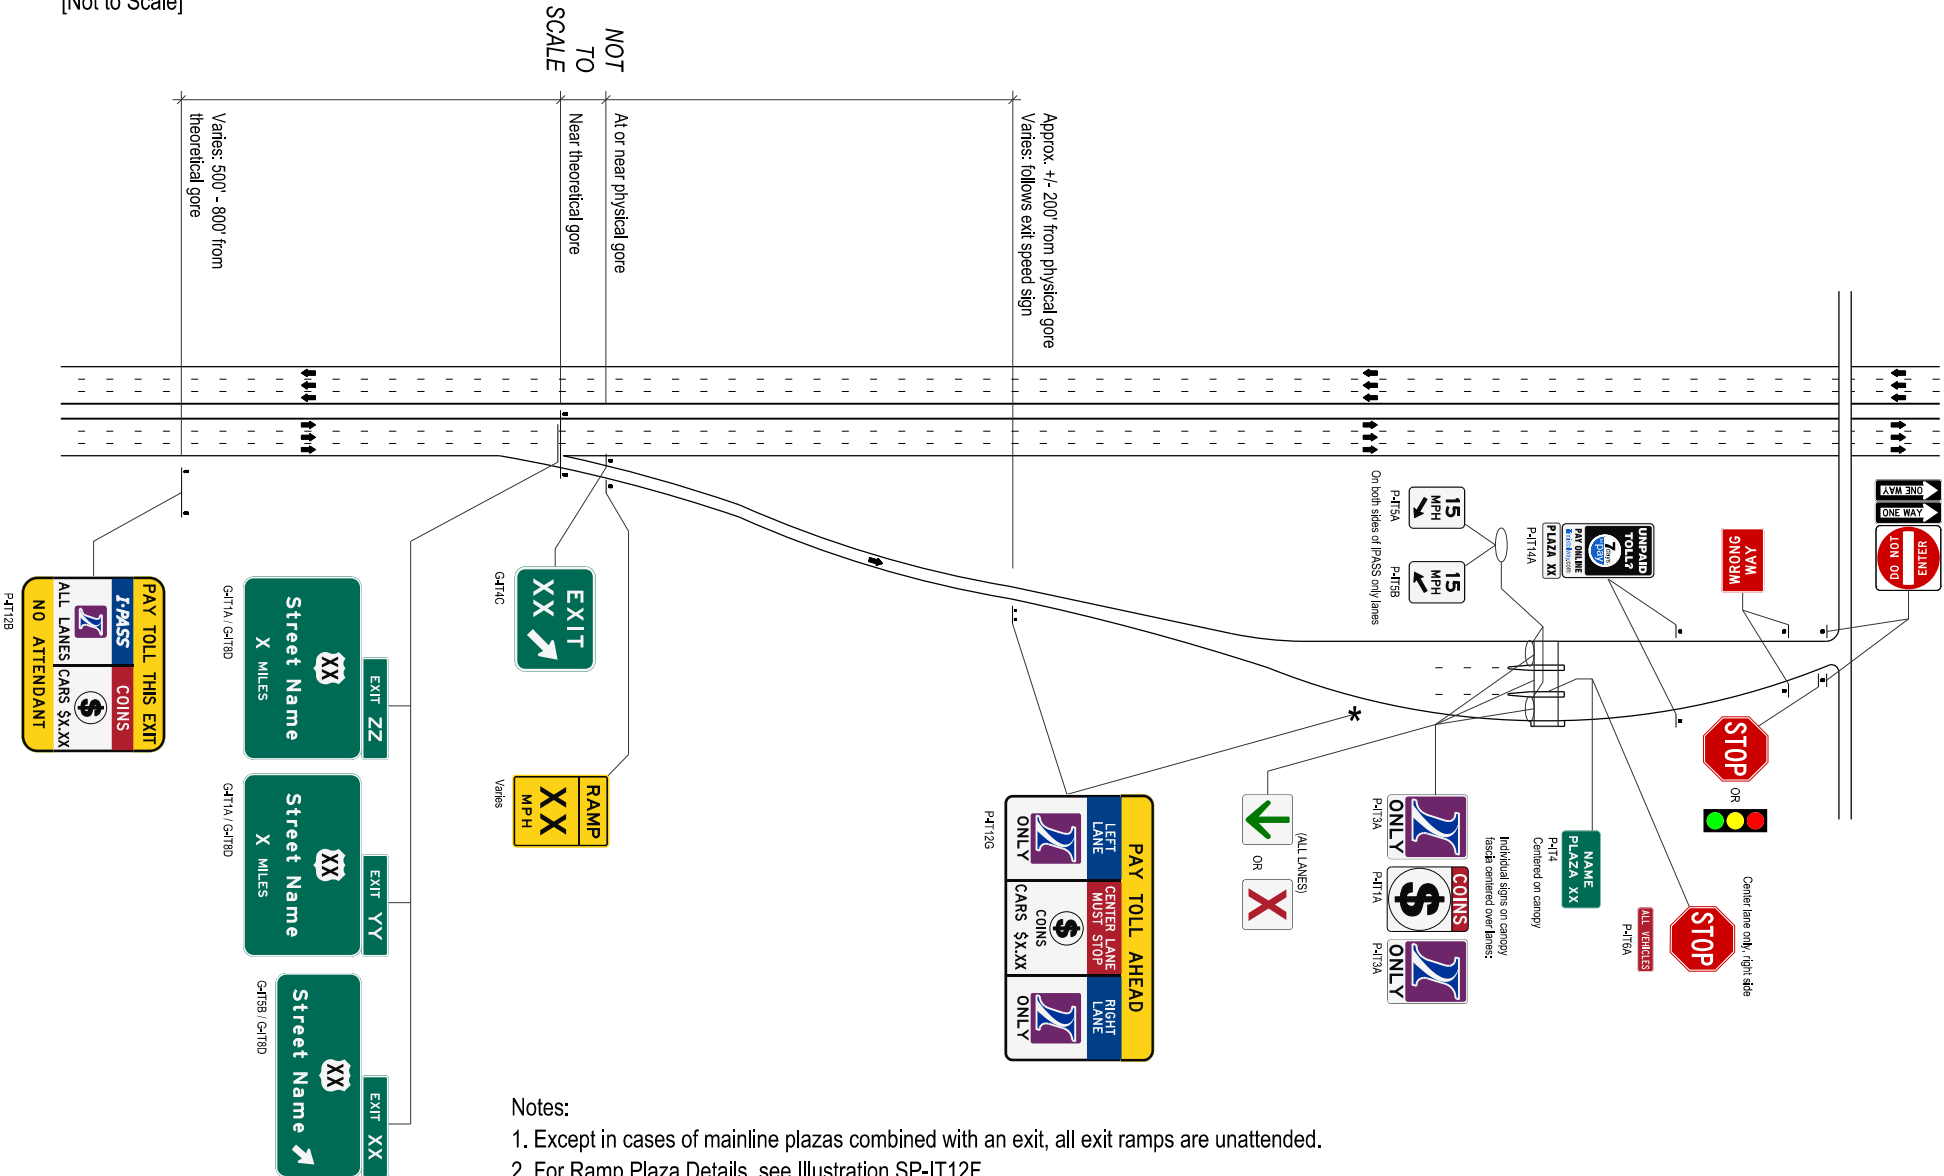 [Not to Scale]
NOT
TO
SCALE
Varies: 500' - 800' from
theoretical gore
Near theoretical gore
At or near physical gore
Approx. +/- 200' from physical gore
Varies: follows exit speed sign
PAY TOLL THIS EXIT
I-PASS
COINS
ALL LANES
CARS $X.XX
NO ATTENDANT
P-IT12B
EXIT ZZ
XX
Street Name
X MILES
G-IT1A / G-IT8D
EXIT YY
XX
Street Name
X MILES
G-IT1A / G-IT8D
EXIT XX
XX
Street Name
G-IT5B / G-IT8D
EXIT
XX
G-IT4C
RAMP
XX
MPH
Varies
PAY TOLL AHEAD
LEFT
LANE
ONLY
CENTER LANE
MUST STOP
$
COINS
CARS $X.XX
RIGHT
LANE
ONLY
P-IT12G
*
15
MPH
P-IT5A
15
MPH
P-IT5B
On both sides of IPASS only lanes
UNPAID
TOLL?
7 days
to pay
PAY ONLINE
illinoistollway.com
PLAZA XX
P-IT14A
WRONG
WAY
ONE WAY
ONE WAY
DO NOT
ENTER
STOP
OR
(ALL LANES)
OR
X
ONLY
P-IT3A
COINS
$
P-IT1A
ONLY
P-IT3A
Individual signs on canopy
fascia centered over lanes:
NAME
PLAZA XX
P-IT4
Centered on canopy
Center lane only, right side
STOP
ALL VEHICLES
P-IT6A
Notes:
1. Except in cases of mainline plazas combined with an exit, all exit ramps are unattended.
2. For Ramp Plaza Details, see Illustration SP-IT12F